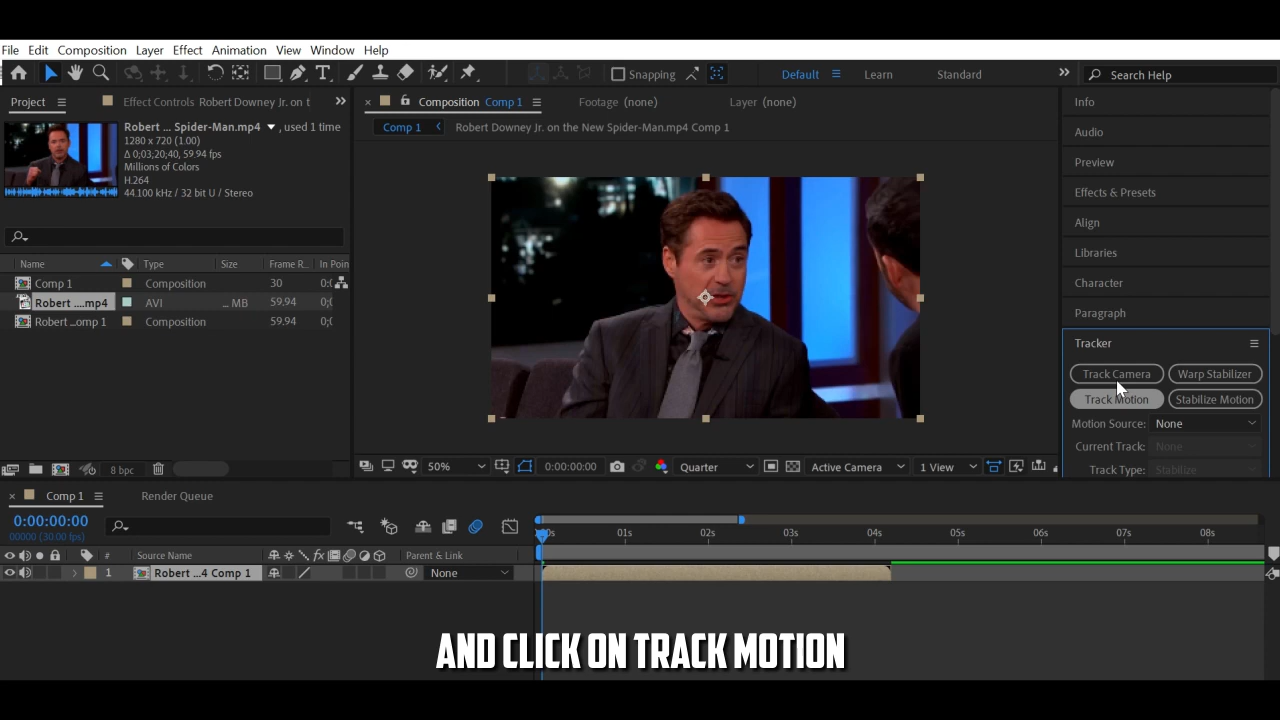 File Edit Composition Layer Effect Animation View Window Help
Snapping Default Learn Standard Search Help
Project Effect Controls Robert Downey Jr. on t
Composition Comp 1 Footage (none) Layer (none)
Comp 1 Robert Downey Jr. on the New Spider-Man.mp4 Comp 1
Robert ... Spider-Man.mp4 , used 1 time
1280 x 720 (1.00)
Δ 0;03;20;40, 59.94 fps
Millions of Colors
H.264
44.100 kHz / 32 bit U / Stereo
Name Type Size Frame R... In Poin
Comp 1 Composition 30 0:(
Robert ....mp4 AVI ... MB 59.94 0;(
Robert ...omp 1 Composition 59.94 0;(
8 bpc
Info
Audio
Preview
Effects & Presets
Align
Libraries
Character
Paragraph
Tracker
Track Camera Warp Stabilizer
Track Motion Stabilize Motion
Motion Source: None
Current Track: None
Track Type: Stabilize
50% 0:00:00:00 Quarter Active Camera 1 View
Comp 1 Render Queue
0:00:00:00
00000 (30.00 fps)
01s 02s 03s 04s 05s 06s 07s 08s
# Source Name fx Parent & Link
1 Robert ...4 Comp 1 None
AND CLICK ON TRACK MOTION